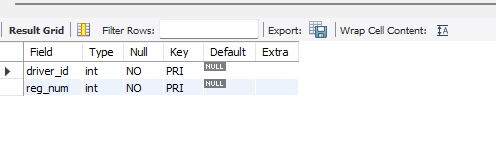 Result Grid Filter Rows: Export: Wrap Cell Content: IA
Field Type Null Key Default Extra
driver_id int NO PRI NULL
reg_num int NO PRI NULL